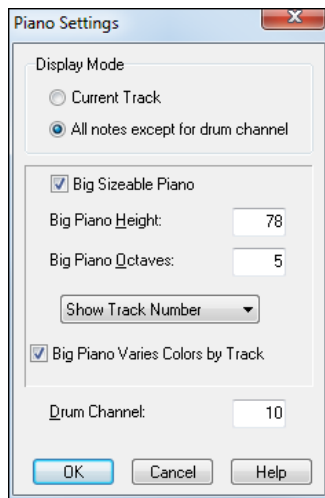 Piano Settings
Display Mode
Current Track
All notes except for drum channel
Big Sizeable Piano
Big Piano Height: 78
Big Piano Octaves: 5
Show Track Number
Big Piano Varies Colors by Track
Drum Channel: 10
OK Cancel Help